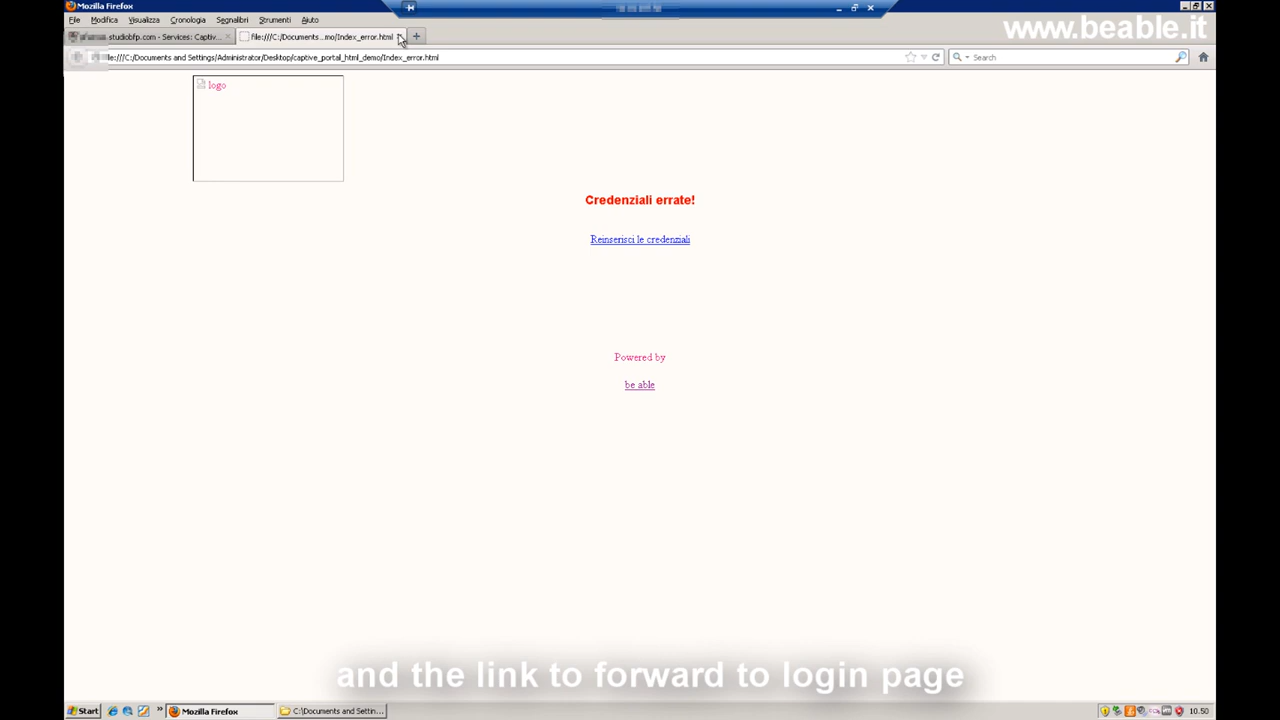 Mozilla Firefox
File Modifica Visualizza Cronologia Segnalibri Strumenti Aiuto
www.beable.it
.studiobfp.com - Services: Captiv...
file:///C:/Documents ...mo/Index_error.html
file:///C:/Documents and Settings/Administrator/Desktop/captive_portal_html_demo/Index_error.html
Search
logo
Credenziali errate!
Reinserisci le credenziali
Powered by
be able
and the link to forward to login page
Start
Mozilla Firefox
C:\Documents and Settin...
10.50